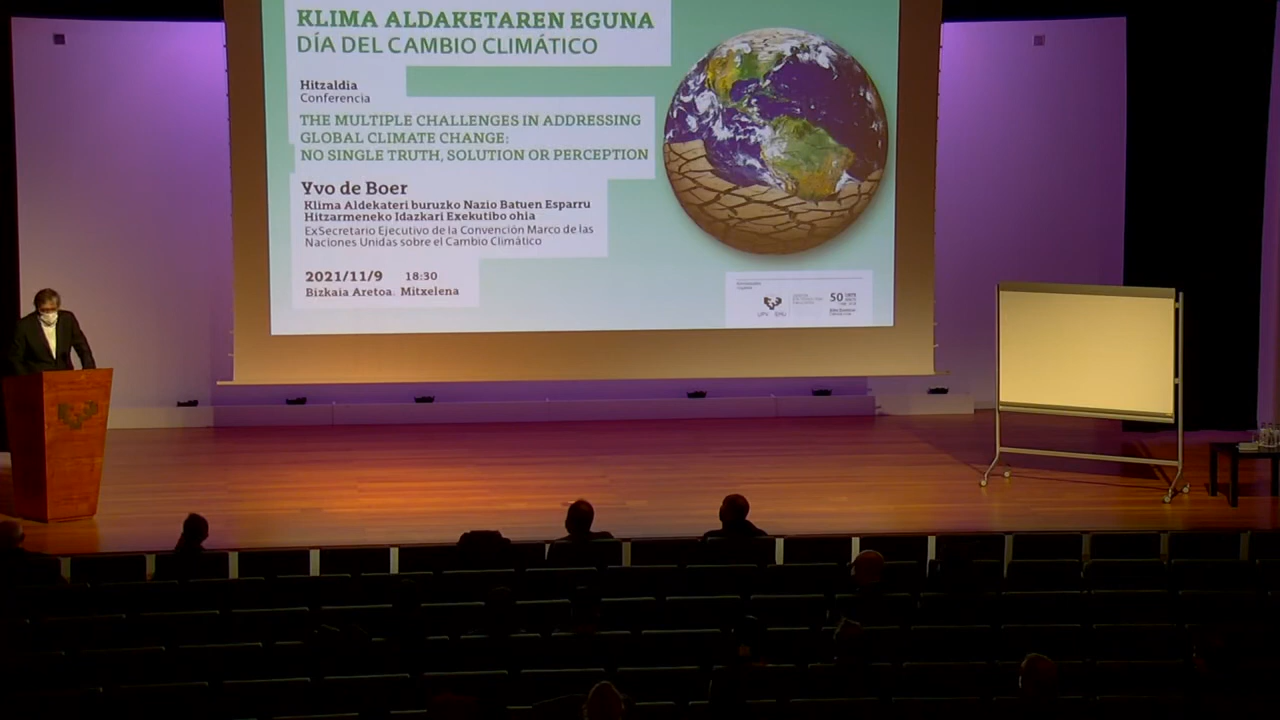 KLIMA ALDAKETAREN EGUNA
DÍA DEL CAMBIO CLIMÁTICO
Hitzaldia
Conferencia
THE MULTIPLE CHALLENGES IN ADDRESSING
GLOBAL CLIMATE CHANGE:
NO SINGLE TRUTH, SOLUTION OR PERCEPTION
Yvo de Boer
Klima Aldekateri buruzko Nazio Batuen Esparru
Hitzarmeneko Idazkari Exekutibo ohia
ExSecretario Ejecutivo de la Convención Marco de las
Naciones Unidas sobre el Cambio Climático
2021/11/9 18:30
Bizkaia Aretoa. Mitxelena
50
UPV EHU